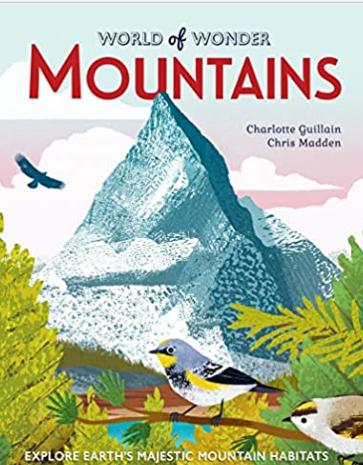 WORLD of WONDER
MOUNTAINS
Charlotte Guillain
Chris Madden
EXPLORE EARTH'S MAJESTIC MOUNTAIN HABITATS